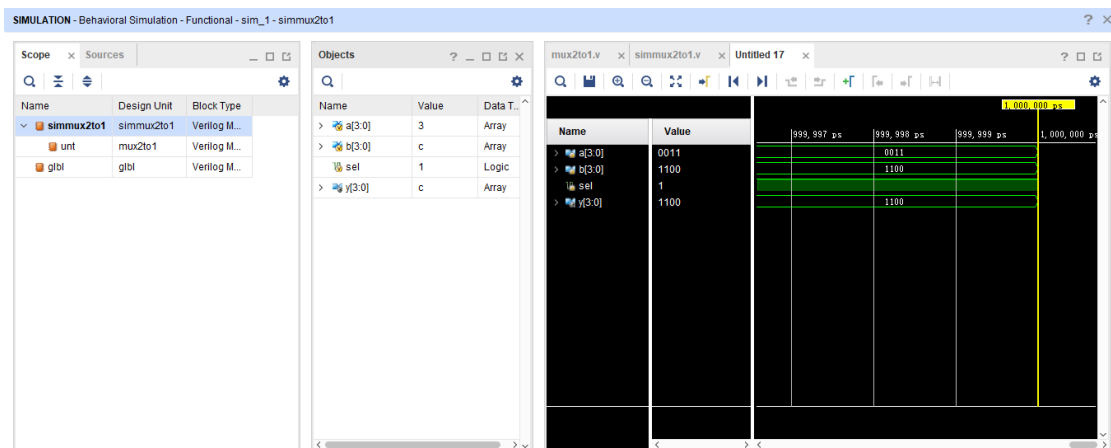 SIMULATION - Behavioral Simulation - Functional - sim_1 - simmux2to1
Scope
Sources
Name Design Unit Block Type
simmux2to1 simmux2to1 Verilog M...
unt mux2to1 Verilog M...
glbl glbl Verilog M...
Objects
Name Value Data T..
a[3:0] 3 Array
b[3:0] c Array
sel 1 Logic
y[3:0] c Array
mux2to1.v simmux2to1.v Untitled 17
1,000,000 ps
Name Value
999,997 ps 999,998 ps 999,999 ps 1,000,000 ps
a[3:0] 0011 0011
b[3:0] 1100 1100
sel 1
y[3:0] 1100 1100